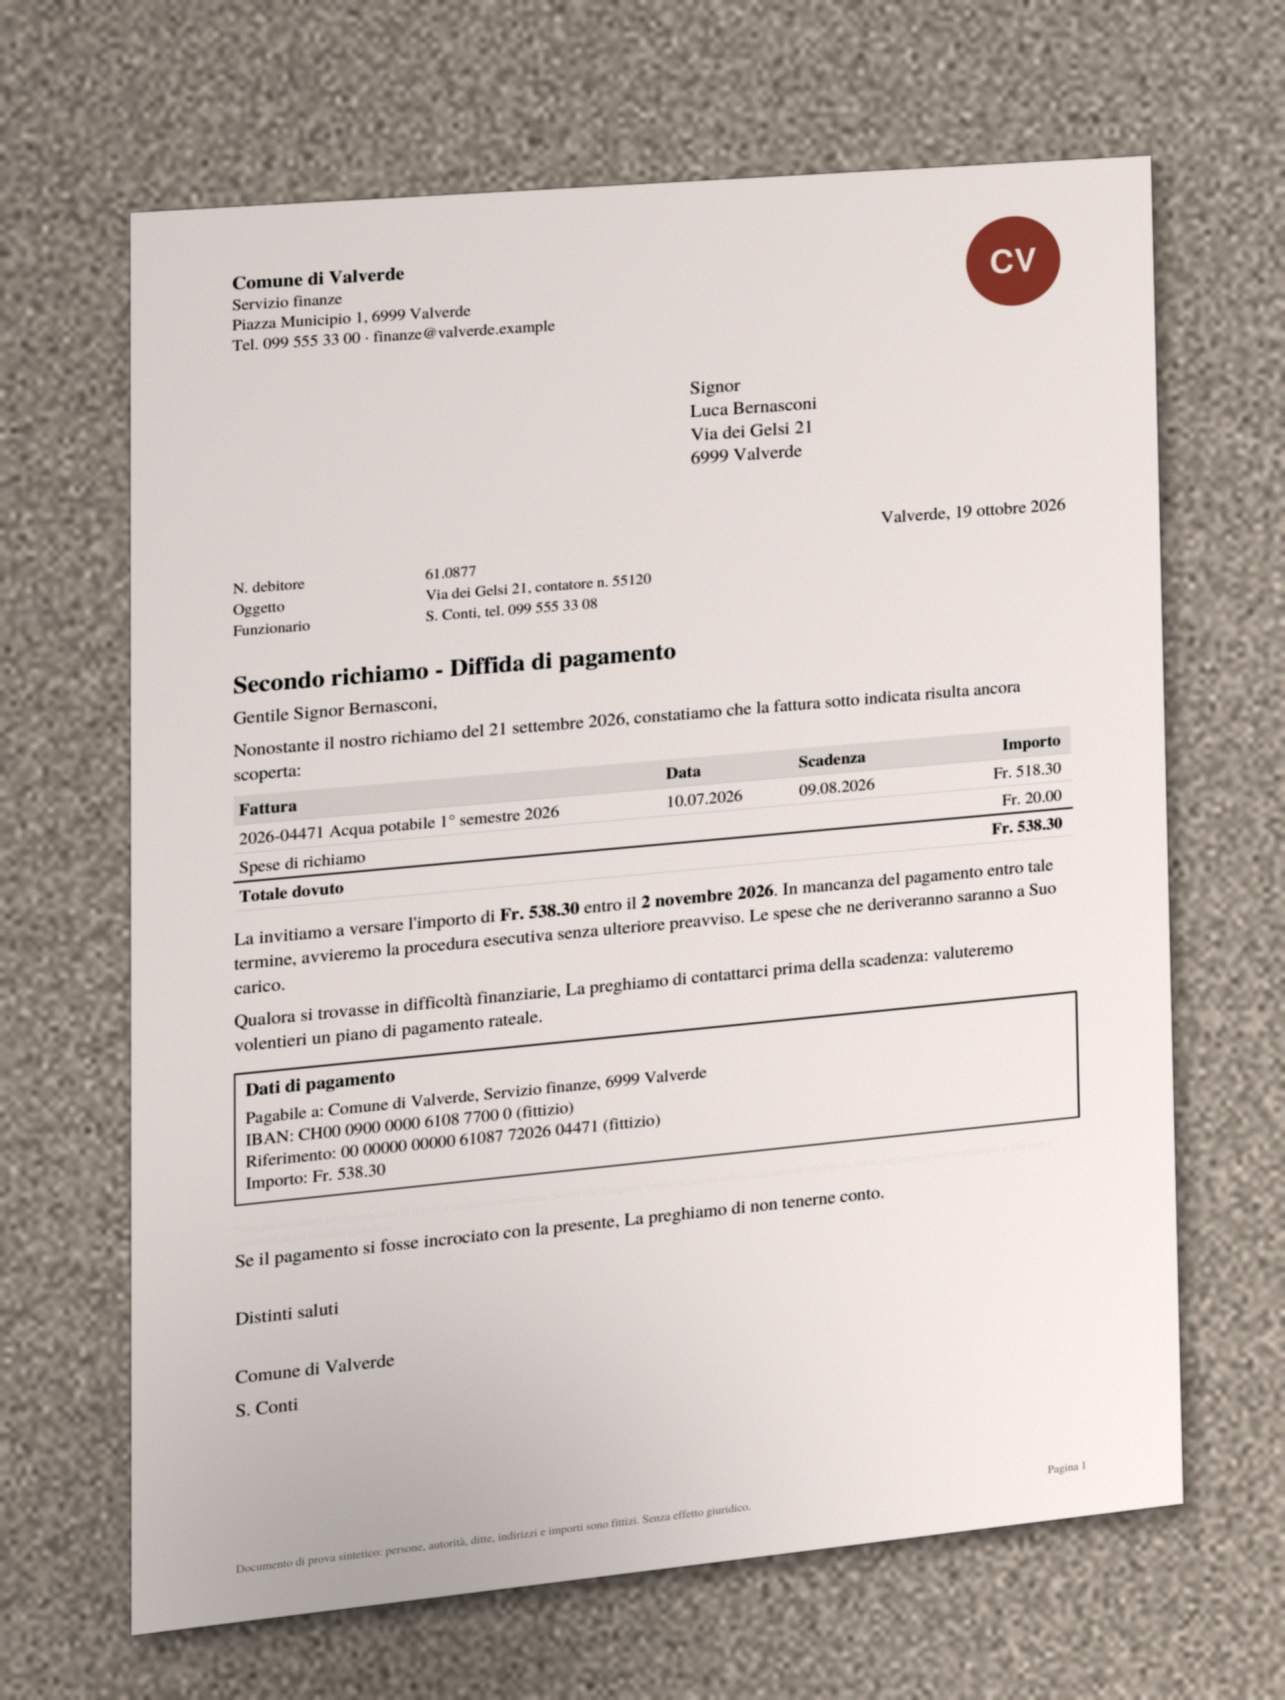 CV
Comune di Valverde
Servizio finanze
Piazza Municipio 1, 6999 Valverde
Tel. 099 555 33 00 · finanze@valverde.example
Signor
Luca Bernasconi
Via dei Gelsi 21
6999 Valverde
Valverde, 19 ottobre 2026
N. debitore 61.0877
Oggetto Via dei Gelsi 21, contatore n. 55120
Funzionario S. Conti, tel. 099 555 33 08
Secondo richiamo - Diffida di pagamento
Gentile Signor Bernasconi,
Nonostante il nostro richiamo del 21 settembre 2026, constatiamo che la fattura sotto indicata risulta ancora
scoperta:
Fattura Data Scadenza Importo
2026-04471 Acqua potabile 1° semestre 2026 10.07.2026 09.08.2026 Fr. 518.30
Spese di richiamo Fr. 20.00
Totale dovuto Fr. 538.30
La invitiamo a versare l'importo di Fr. 538.30 entro il 2 novembre 2026. In mancanza del pagamento entro tale
termine, avvieremo la procedura esecutiva senza ulteriore preavviso. Le spese che ne deriveranno saranno a Suo
carico.
Qualora si trovasse in difficoltà finanziarie, La preghiamo di contattarci prima della scadenza: valuteremo
volentieri un piano di pagamento rateale.
Dati di pagamento
Pagabile a: Comune di Valverde, Servizio finanze, 6999 Valverde
IBAN: CH00 0900 0000 6108 7700 0 (fittizio)
Riferimento: 00 00000 00000 61087 72026 04471 (fittizio)
Importo: Fr. 538.30
Se il pagamento si fosse incrociato con la presente, La preghiamo di non tenerne conto.
Distinti saluti
Comune di Valverde
S. Conti
Pagina 1
Documento di prova sintetico: persone, autorità, ditte, indirizzi e importi sono fittizi. Senza effetto giuridico.